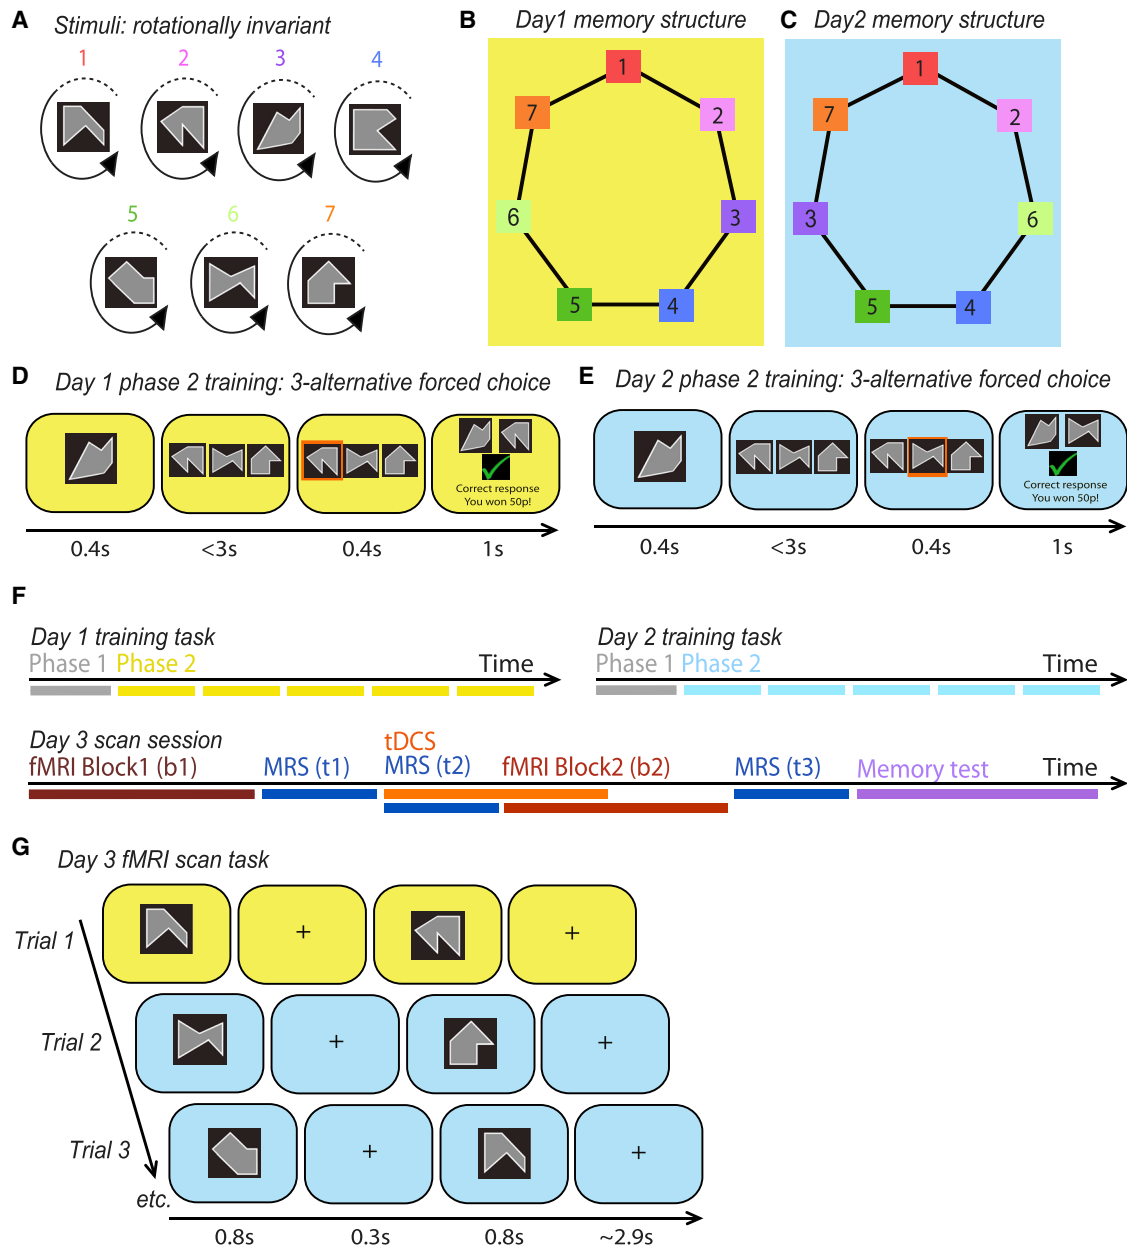 A Stimuli: rotationally invariant
1 2 3 4
5 6 7
B Day1 memory structure
1
7 2
6 3
5 4
C Day2 memory structure
1
7 2
3 6
5 4
D Day 1 phase 2 training: 3-alternative forced choice
Correct response
You won 50p!
0.4s <3s 0.4s 1s
E Day 2 phase 2 training: 3-alternative forced choice
Correct response
You won 50p!
0.4s <3s 0.4s 1s
F
Day 1 training task
Phase 1 Phase 2 Time
Day 2 training task
Phase 1 Phase 2 Time
Day 3 scan session
tDCS
fMRI Block1 (b1) MRS (t1) MRS (t2) fMRI Block2 (b2) MRS (t3) Memory test Time
G Day 3 fMRI scan task
Trial 1 + +
Trial 2 + +
Trial 3 + +
etc.
0.8s 0.3s 0.8s ~2.9s